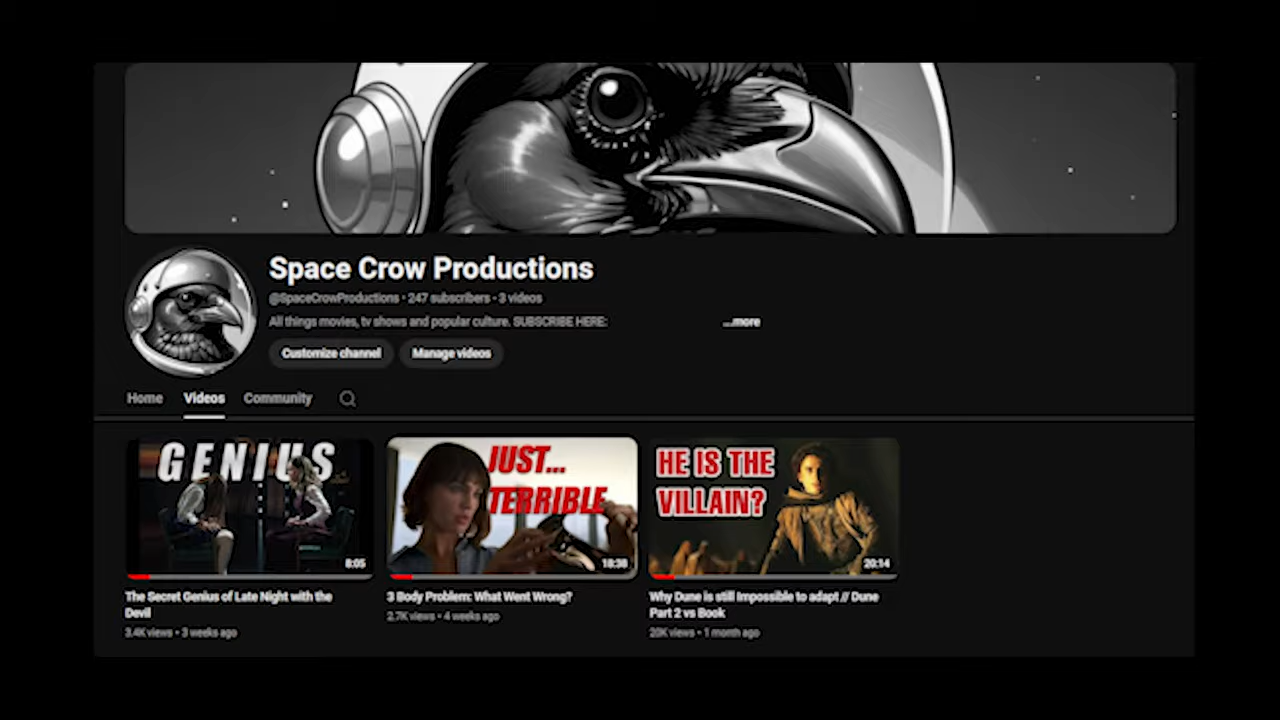 Space Crow Productions
@SpaceCrowProductions · 247 subscribers · 3 videos
All things movies, tv shows and popular culture. SUBSCRIBE HERE: ...more
Customize channel Manage videos
Home Videos Community
GENIUS
8:05
The Secret Genius of Late Night with the
Devil
3.4K views · 3 weeks ago
JUST...
TERRIBLE
18:38
3 Body Problem: What Went Wrong?
2.7K views · 4 weeks ago
HE IS THE
VILLAIN?
20:14
Why Dune is still Impossible to adapt // Dune
Part 2 vs Book
20K views · 1 month ago